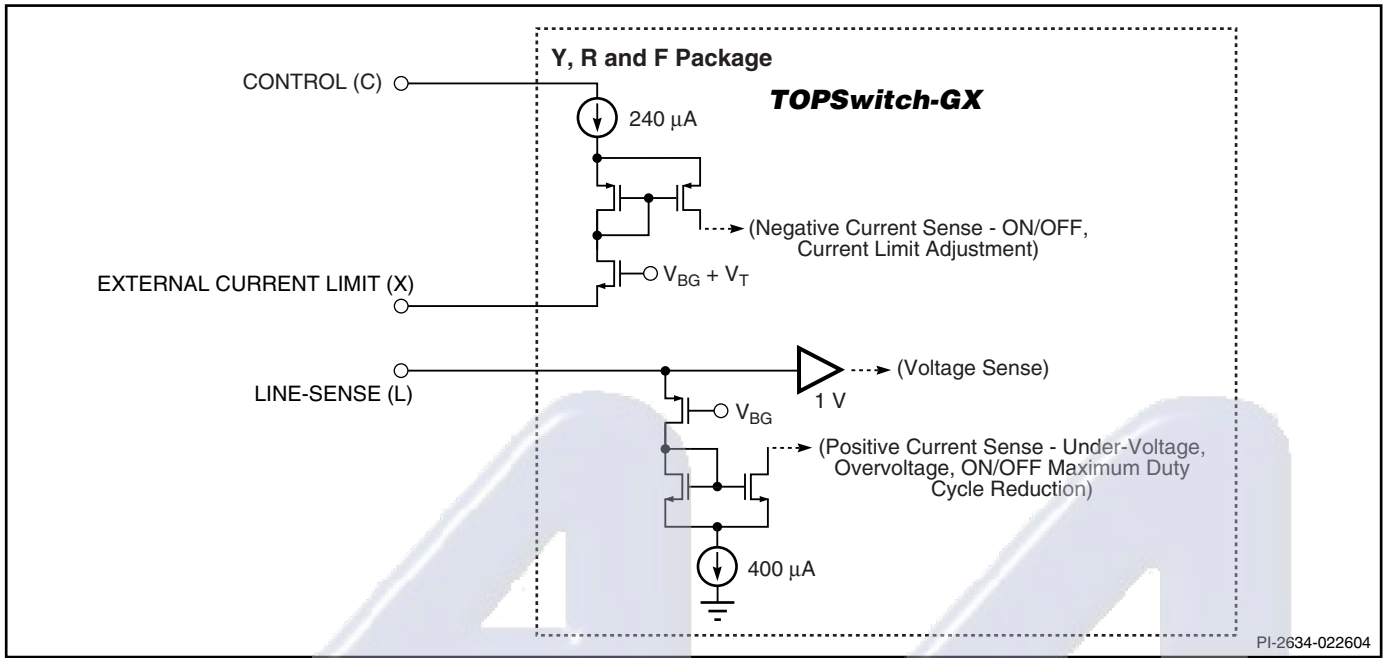 Y, R and F Package
TOPSwitch-GX
CONTROL (C)
240 μA
(Negative Current Sense - ON/OFF,
Current Limit Adjustment)
V_BG + V_T
EXTERNAL CURRENT LIMIT (X)
(Voltage Sense)
LINE-SENSE (L)
1 V
V_BG
(Positive Current Sense - Under-Voltage,
Overvoltage, ON/OFF Maximum Duty
Cycle Reduction)
400 μA
PI-2634-022604